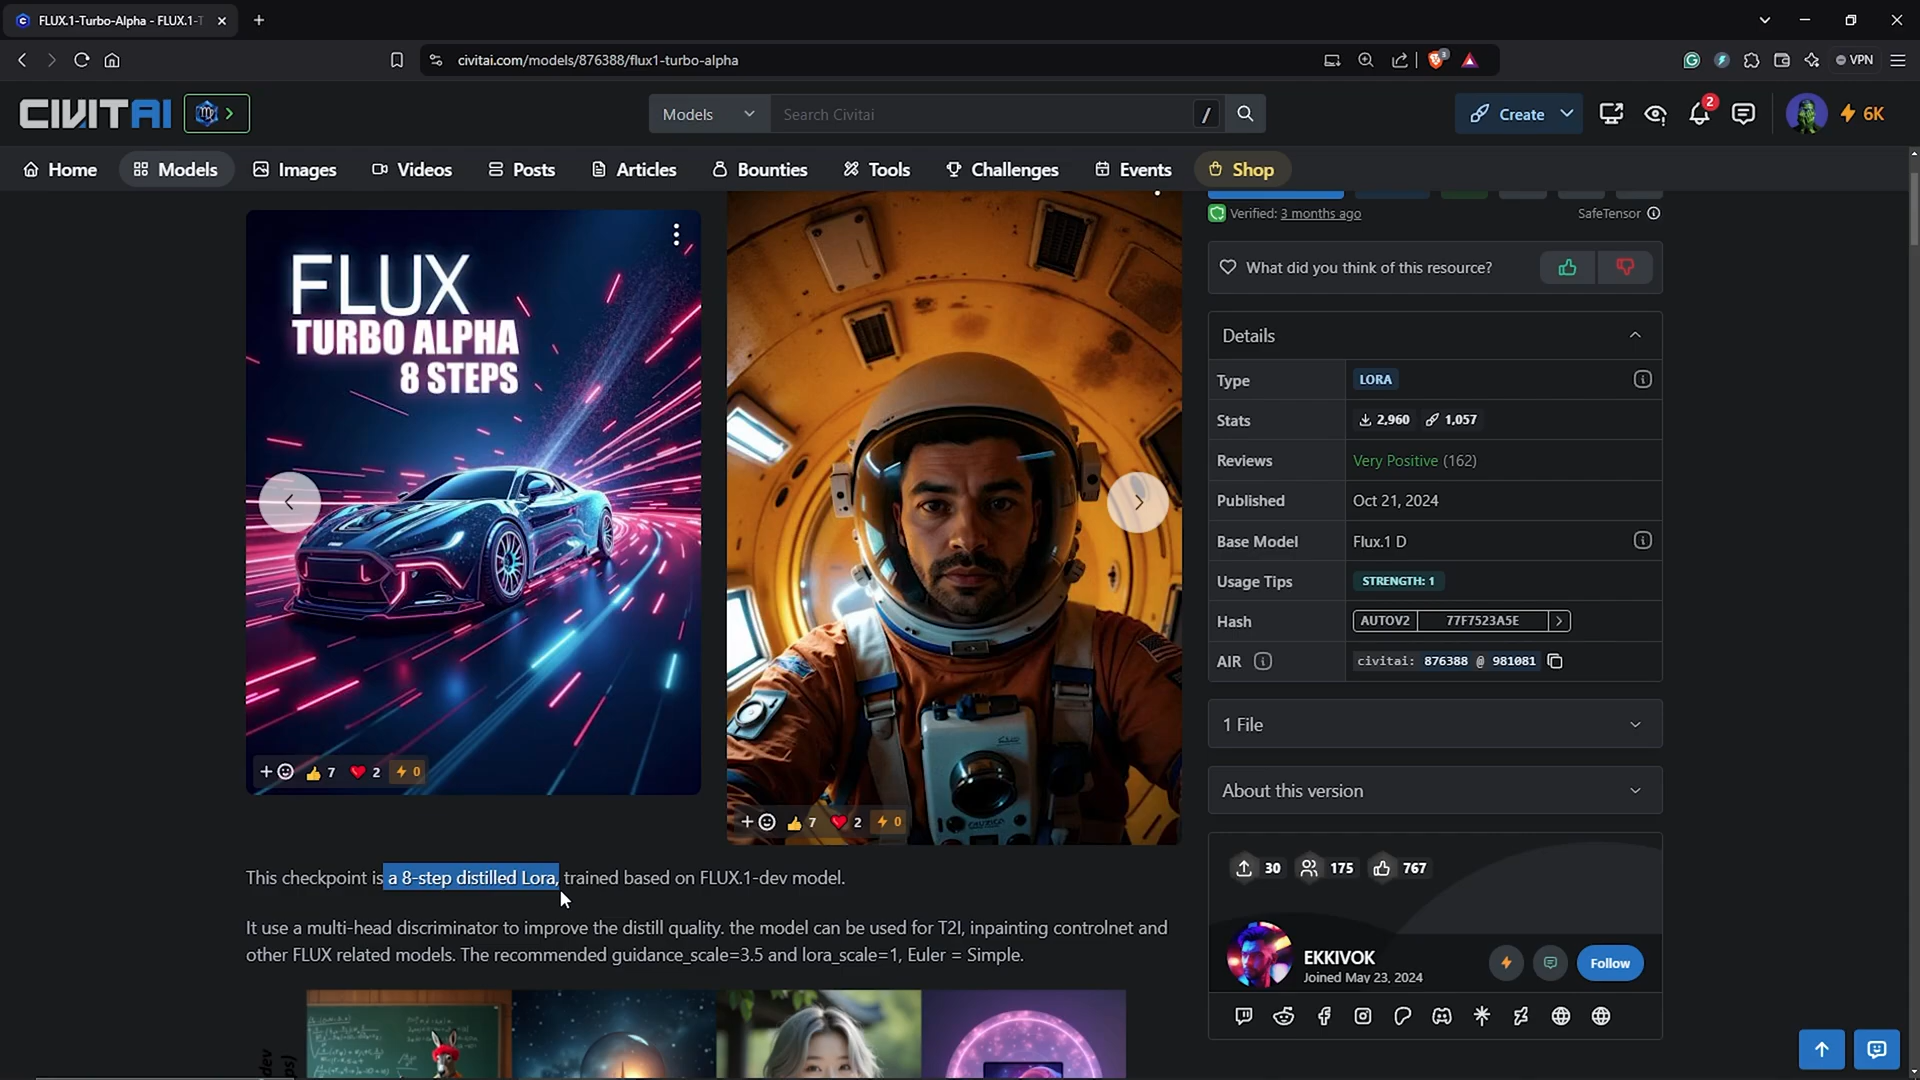 FLUX.1-Turbo-Alpha - FLUX.1-T
civitai.com/models/876388/flux1-turbo-alpha
3
VPN
CIVITAI
Models
Search Civitai
/
Create
2
6K
Home
Models
Images
Videos
Posts
Articles
Bounties
Tools
Challenges
Events
Shop
FLUX
TURBO ALPHA
8 STEPS
7
2
0
7
2
0
Verified: 3 months ago
SafeTensor
What did you think of this resource?
Details
Type
LORA
Stats
2,960
1,057
Reviews
Very Positive (162)
Published
Oct 21, 2024
Base Model
Flux.1 D
Usage Tips
STRENGTH: 1
Hash
AUTOV2
77F7523A5E
AIR
civitai: 876388 @ 981081
1 File
About this version
30
175
767
EKKIVOK
Joined May 23, 2024
Follow
This checkpoint is a 8-step distilled Lora, trained based on FLUX.1-dev model.
It use a multi-head discriminator to improve the distill quality. the model can be used for T2I, inpainting controlnet and
other FLUX related models. The recommended guidance_scale=3.5 and lora_scale=1, Euler = Simple.